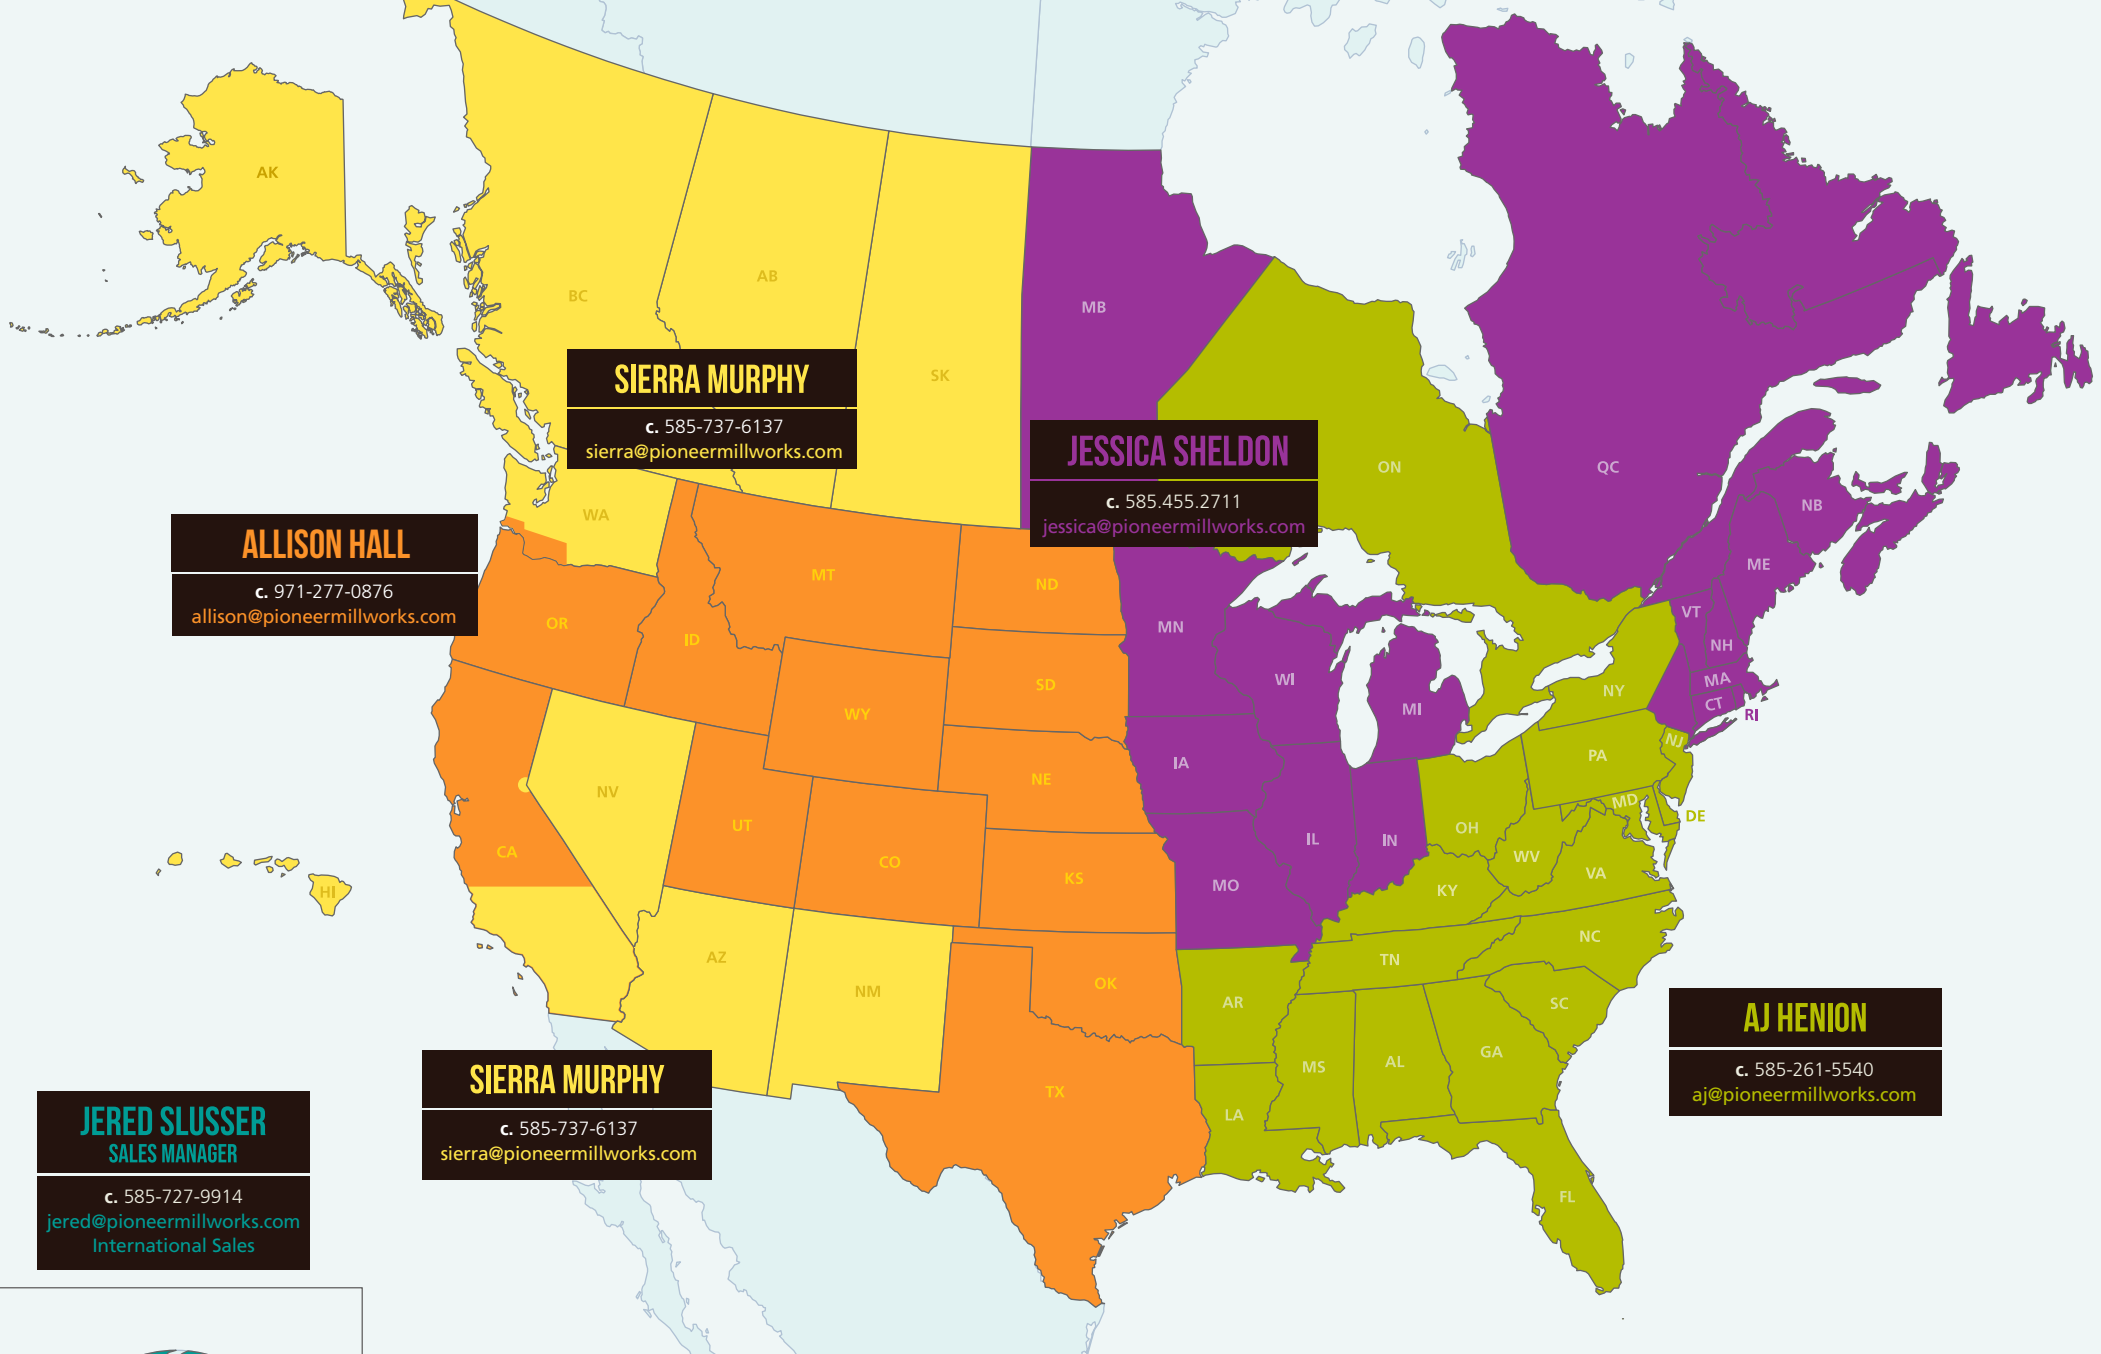 AK
BC
AB
SK
MB
ON
QC
NB
SIERRA MURPHY
c. 585-737-6137
sierra@pioneermillworks.com
JESSICA SHELDON
c. 585.455.2711
jessica@pioneermillworks.com
ALLISON HALL
c. 971-277-0876
allison@pioneermillworks.com
WA
OR
ID
MT
ND
SD
WY
NE
MN
WI
MI
IA
IL
IN
MO
ME
VT
NH
MA
CT
RI
NY
PA
NJ
MD
DE
OH
WV
VA
KY
HI
CA
NV
UT
CO
KS
AZ
NM
OK
TX
AR
LA
TN
NC
SC
MS
AL
GA
FL
SIERRA MURPHY
c. 585-737-6137
sierra@pioneermillworks.com
AJ HENION
c. 585-261-5540
aj@pioneermillworks.com
JERED SLUSSER
SALES MANAGER
c. 585-727-9914
jered@pioneermillworks.com
International Sales